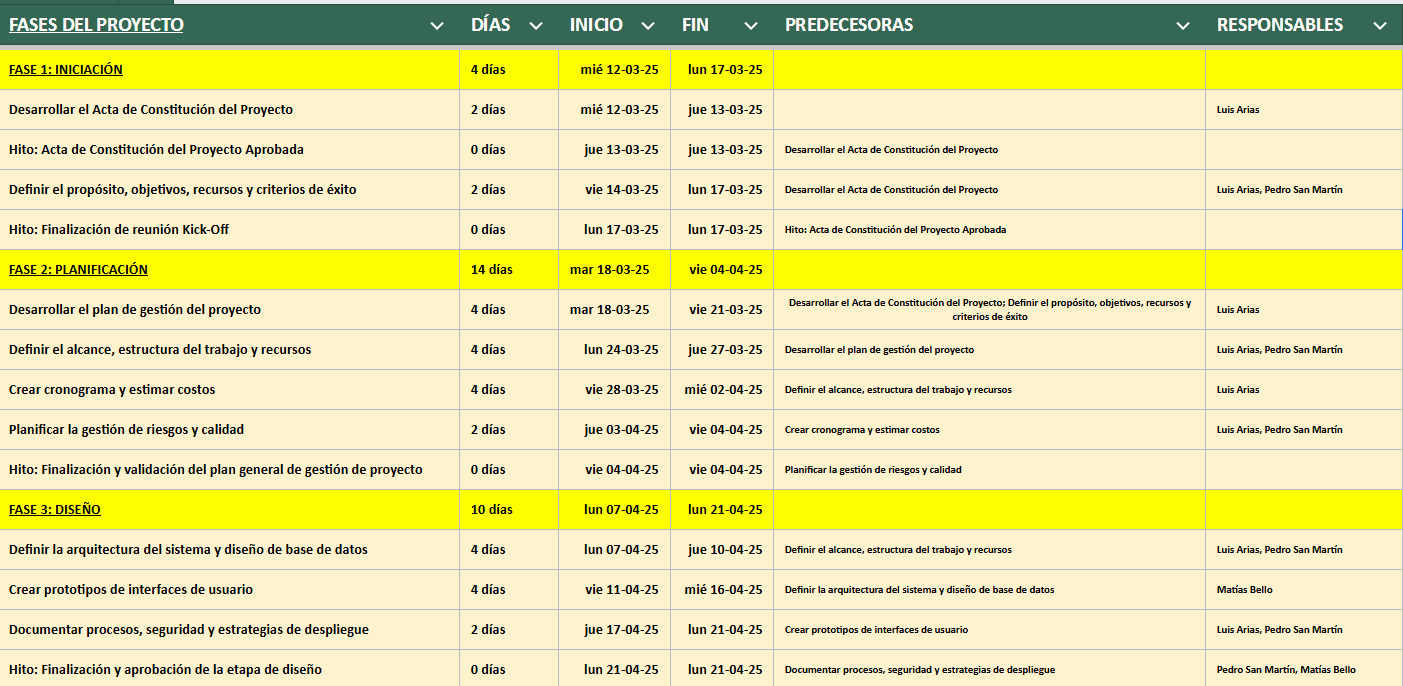 FASES DEL PROYECTO DÍAS INICIO FIN PREDECESORAS RESPONSABLES
FASE 1: INICIACIÓN 4 días mié 12-03-25 lun 17-03-25
Desarrollar el Acta de Constitución del Proyecto 2 días mié 12-03-25 jue 13-03-25 Luis Arias
Hito: Acta de Constitución del Proyecto Aprobada 0 días jue 13-03-25 jue 13-03-25 Desarrollar el Acta de Constitución del Proyecto
Definir el propósito, objetivos, recursos y criterios de éxito 2 días vie 14-03-25 lun 17-03-25 Desarrollar el Acta de Constitución del Proyecto Luis Arias, Pedro San Martín
Hito: Finalización de reunión Kick-Off 0 días lun 17-03-25 lun 17-03-25 Hito: Acta de Constitución del Proyecto Aprobada
FASE 2: PLANIFICACIÓN 14 días mar 18-03-25 vie 04-04-25
Desarrollar el plan de gestión del proyecto 4 días mar 18-03-25 vie 21-03-25 Desarrollar el Acta de Constitución del Proyecto; Definir el propósito, objetivos, recursos y
criterios de éxito Luis Arias
Definir el alcance, estructura del trabajo y recursos 4 días lun 24-03-25 jue 27-03-25 Desarrollar el plan de gestión del proyecto Luis Arias, Pedro San Martín
Crear cronograma y estimar costos 4 días vie 28-03-25 mié 02-04-25 Definir el alcance, estructura del trabajo y recursos Luis Arias
Planificar la gestión de riesgos y calidad 2 días jue 03-04-25 vie 04-04-25 Crear cronograma y estimar costos Luis Arias, Pedro San Martín
Hito: Finalización y validación del plan general de gestión de proyecto 0 días vie 04-04-25 vie 04-04-25 Planificar la gestión de riesgos y calidad
FASE 3: DISEÑO 10 días lun 07-04-25 lun 21-04-25
Definir la arquitectura del sistema y diseño de base de datos 4 días lun 07-04-25 jue 10-04-25 Definir el alcance, estructura del trabajo y recursos Luis Arias, Pedro San Martín
Crear prototipos de interfaces de usuario 4 días vie 11-04-25 mié 16-04-25 Definir la arquitectura del sistema y diseño de base de datos Matías Bello
Documentar procesos, seguridad y estrategias de despliegue 2 días jue 17-04-25 lun 21-04-25 Crear prototipos de interfaces de usuario Luis Arias, Pedro San Martín
Hito: Finalización y aprobación de la etapa de diseño 0 días lun 21-04-25 lun 21-04-25 Documentar procesos, seguridad y estrategias de despliegue Pedro San Martín, Matías Bello